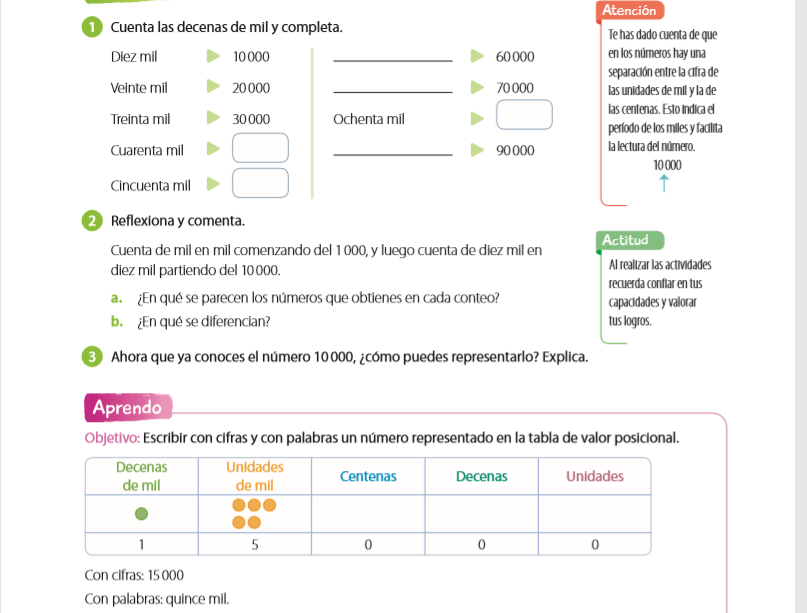 1 Cuenta las decenas de mil y completa.
Diez mil 10 000
Veinte mil 20 000
Treinta mil 30 000
Cuarenta mil
Cincuenta mil
60 000
70 000
Ochenta mil
90 000
2 Reflexiona y comenta.
Cuenta de mil en mil comenzando del 1 000, y luego cuenta de diez mil en
diez mil partiendo del 10 000.
a. ¿En qué se parecen los números que obtienes en cada conteo?
b. ¿En qué se diferencian?
3 Ahora que ya conoces el número 10 000, ¿cómo puedes representarlo? Explica.
Atención
Te has dado cuenta de que
en los números hay una
separación entre la cifra de
las unidades de mil y la de
las centenas. Esto indica el
período de los miles y facilita
la lectura del número.
10 000
Actitud
Al realizar las actividades
recuerda confiar en tus
capacidades y valorar
tus logros.
Aprendo
Objetivo: Escribir con cifras y con palabras un número representado en la tabla de valor posicional.
Decenas de mil Unidades de mil Centenas Decenas Unidades
1 5 0 0 0
Con cifras: 15 000
Con palabras: quince mil.